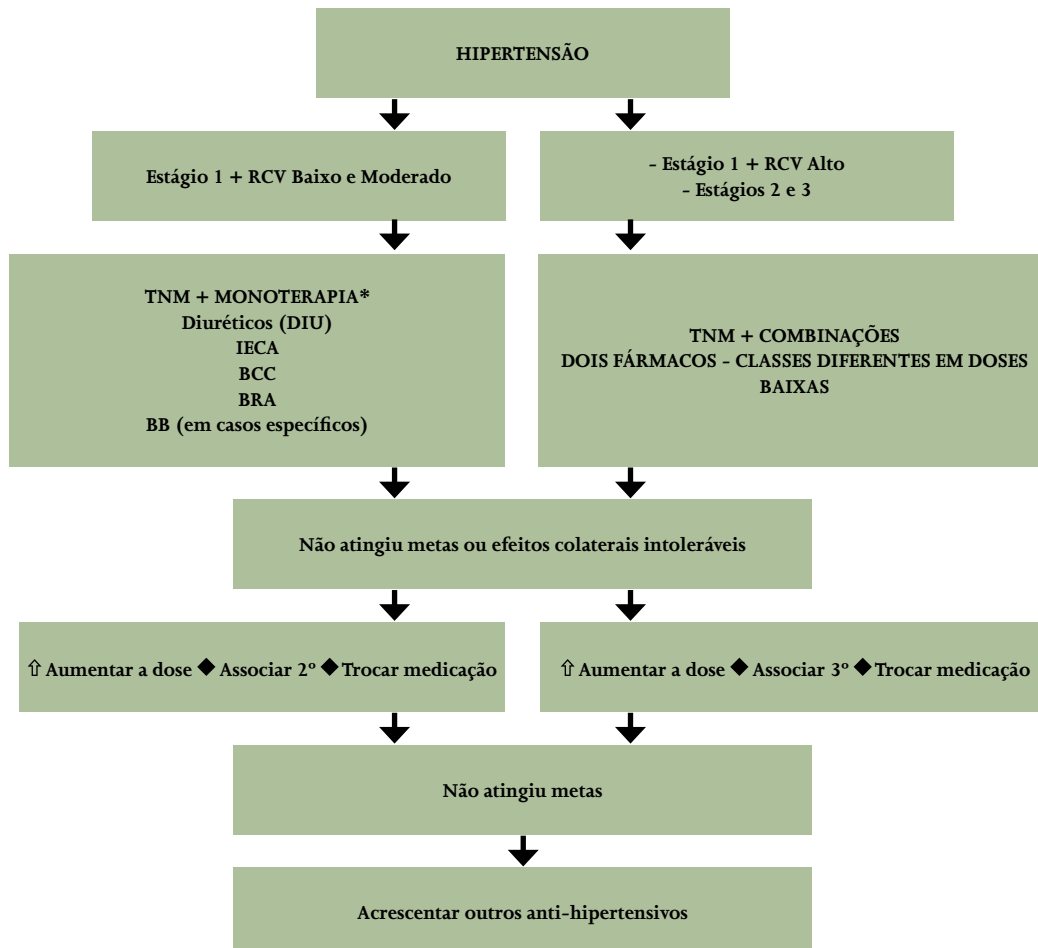 HIPERTENSÃO
Estágio 1 + RCV Baixo e Moderado
- Estágio 1 + RCV Alto
- Estágios 2 e 3
TNM + MONOTERAPIA*
Diuréticos (DIU)
IECA
BCC
BRA
BB (em casos específicos)
TNM + COMBINAÇÕES
DOIS FÁRMACOS - CLASSES DIFERENTES EM DOSES
BAIXAS
Não atingiu metas ou efeitos colaterais intoleráveis
⇧ Aumentar a dose ◆ Associar 2º ◆ Trocar medicação
⇧ Aumentar a dose ◆ Associar 3º ◆ Trocar medicação
Não atingiu metas
Acrescentar outros anti-hipertensivos